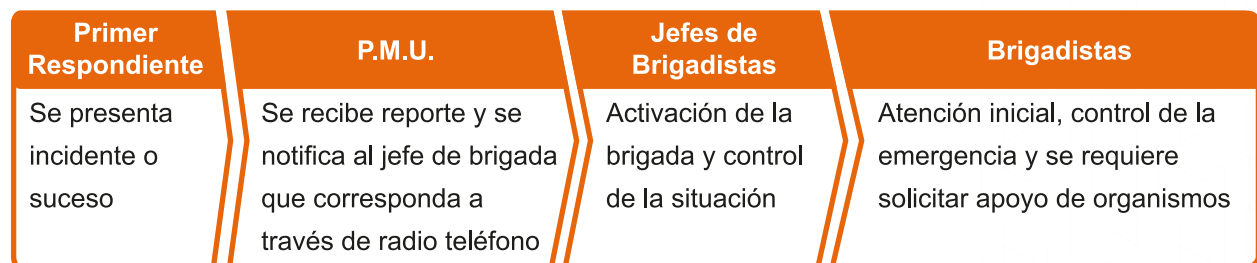 Primer
Respondiente
Se presenta
incidente o
suceso
P.M.U.
Se recibe reporte y se
notifica al jefe de brigada
que corresponda a
través de radio teléfono
Jefes de
Brigadistas
Activación de la
brigada y control
de la situación
Brigadistas
Atención inicial, control de la
emergencia y se requiere
solicitar apoyo de organismos